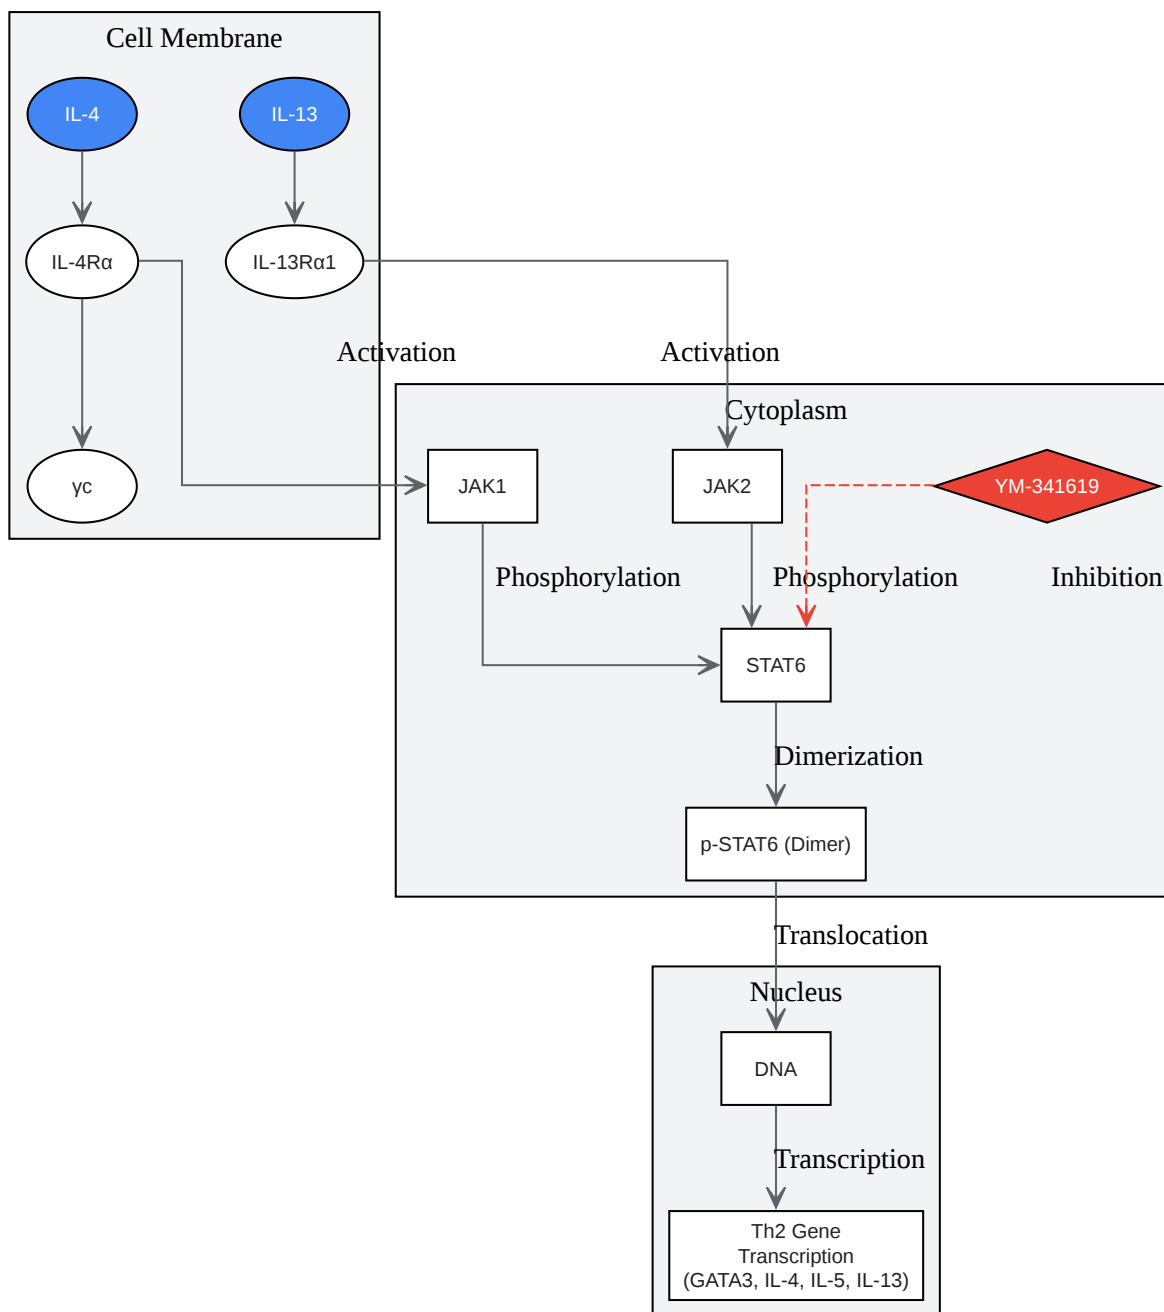 Cell Membrane
IL-4
IL-13
IL-4Rα
IL-13Rα1
Activation
Activation
Cytoplasm
γc
JAK1
JAK2
YM-341619
Phosphorylation
Phosphorylation
Inhibition
STAT6
Dimerization
p-STAT6 (Dimer)
Translocation
Nucleus
DNA
Transcription
Th2 Gene
Transcription
(GATA3, IL-4, IL-5, IL-13)